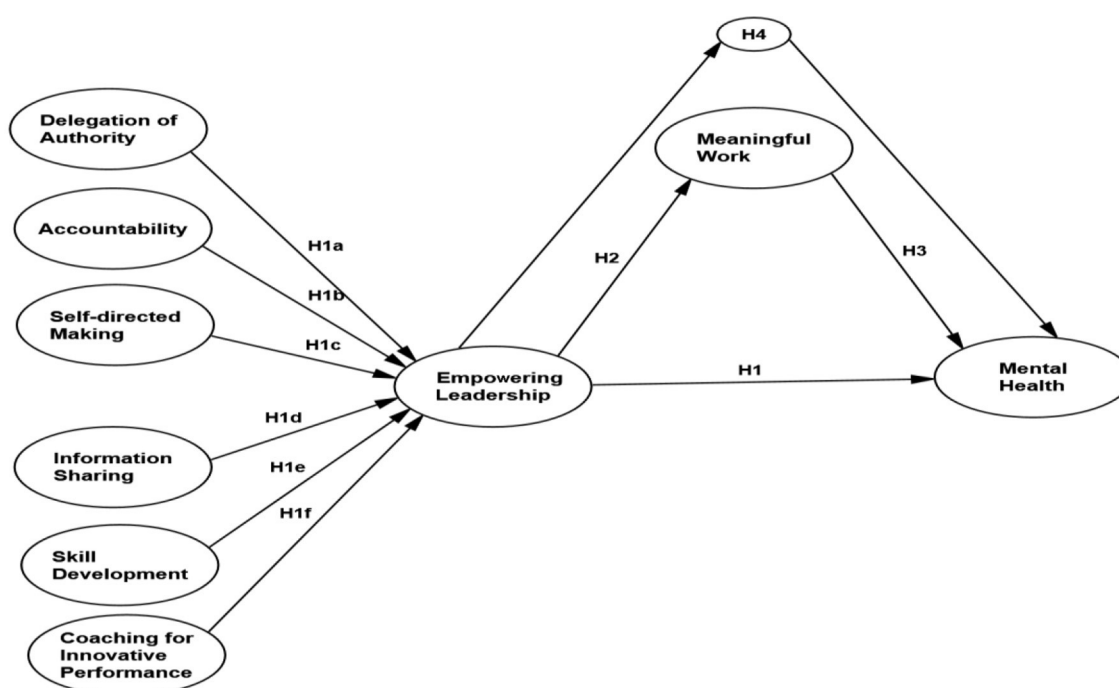 H4
Delegation of
Authority
Meaningful
Work
Accountability
H1a
H2
H3
H1b
Self-directed
Making
H1c
Empowering
Leadership
H1
Mental
Health
H1d
Information
Sharing
H1e
H1f
Skill
Development
Coaching for
Innovative
Performance